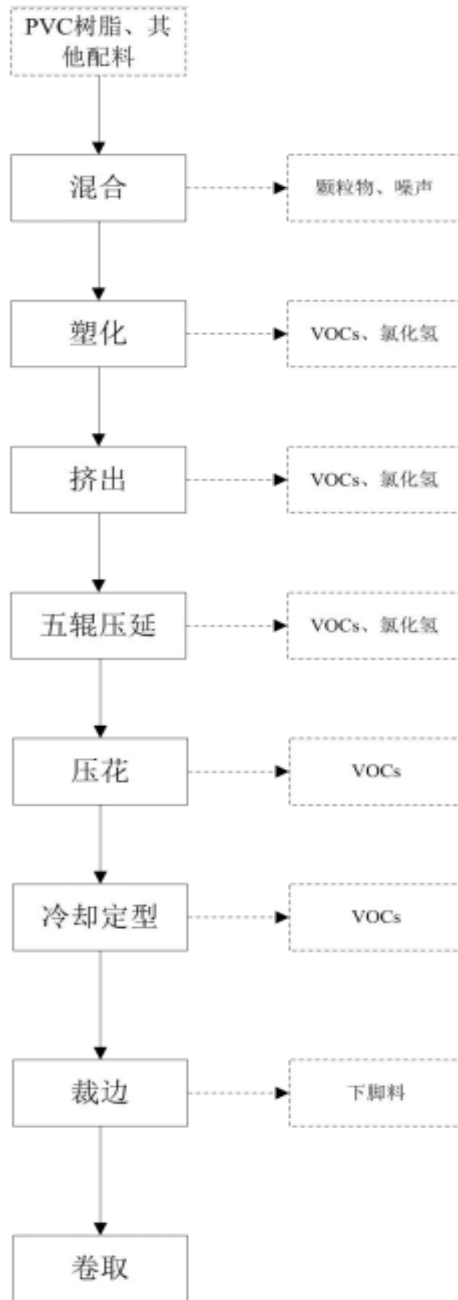 PVC树脂、其
他配料
混合
颗粒物、噪声
塑化
VOCs、氯化氢
挤出
VOCs、氯化氢
五辊压延
VOCs、氯化氢
压花
VOCs
冷却定型
VOCs
裁边
下脚料
卷取